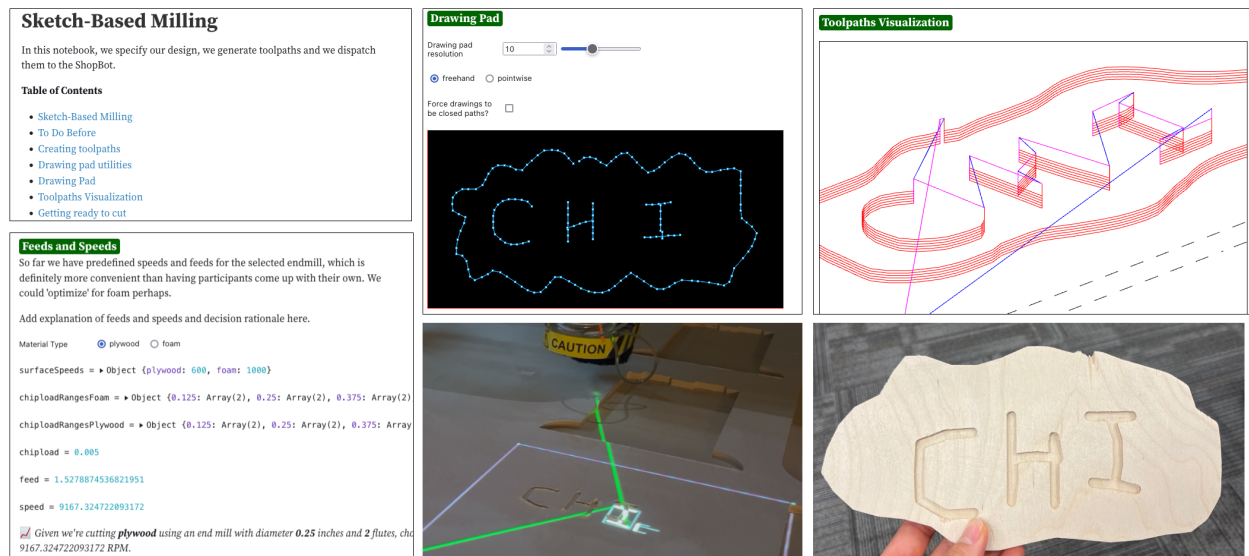 Sketch-Based Milling
In this notebook, we specify our design, we generate toolpaths and we dispatch
them to the ShopBot.
Table of Contents
Sketch-Based Milling
To Do Before
Creating toolpaths
Drawing pad utilities
Drawing Pad
Toolpaths Visualization
Getting ready to cut
Feeds and Speeds
So far we have predefined speeds and feeds for the selected endmill, which is
definitely more convenient than having participants come up with their own. We
could 'optimize' for foam perhaps.
Add explanation of feeds and speeds and decision rationale here.
Material Type plywood foam
surfaceSpeeds = ▸ Object {plywood: 600, foam: 1000}
chiploadRangesFoam = ▸ Object {0.125: Array(2), 0.25: Array(2), 0.375: Array(2)
chiploadRangesPlywood = ▸ Object {0.125: Array(2), 0.25: Array(2), 0.375: Array
chipload = 0.005
feed = 1.5278874536821951
speed = 9167.324722093172
Given we're cutting plywood using an end mill with diameter 0.25 inches and 2 flutes, cho
9167.324722093172 RPM.
Drawing Pad
Drawing pad
resolution
10
freehand pointwise
Force drawings to
be closed paths?
CHI
CAUTION
CH
Toolpaths Visualization
CHI
CHI